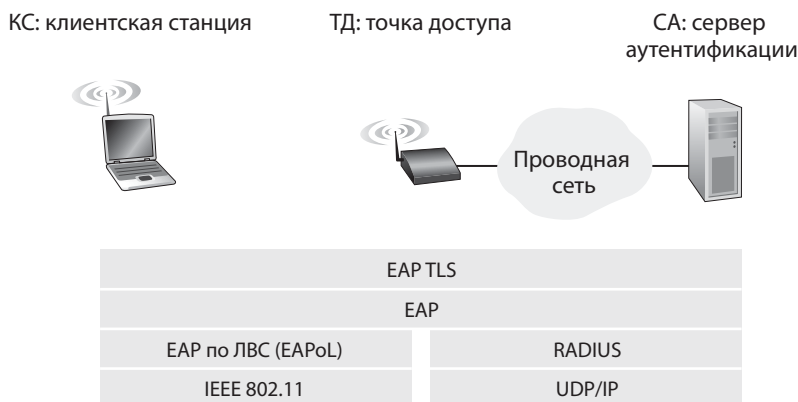 КС: клиентская станция
ТД: точка доступа
СА: сервер
аутентификации
Проводная
сеть
EAP TLS
EAP
EAP по ЛВС (EAPoL)
RADIUS
IEEE 802.11
UDP/IP